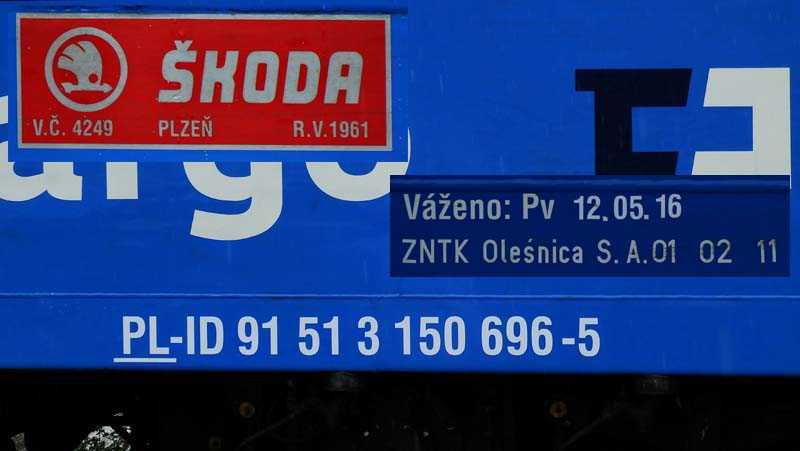 ŠKODA
V.Č. 4249 PLZEŇ R.V.1961
argo
Váženo: Pv 12.05.16
ZNTK Oleśnica S.A.01 02 11
PL-ID 91 51 3 150 696-5